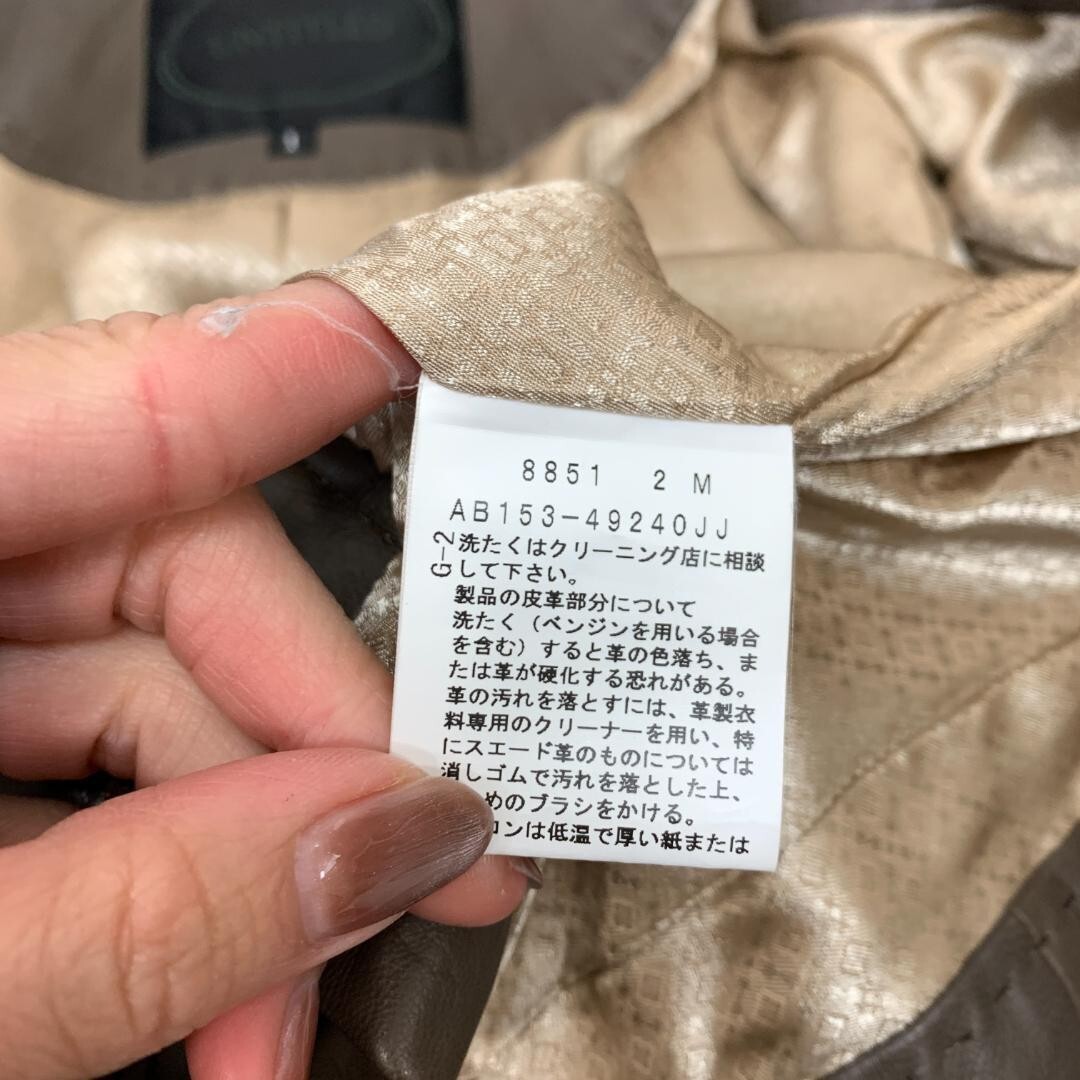 8851 2 M
AB153-49240JJ
G-2
洗たくはクリーニング店に相談
して下さい。
製品の皮革部分について
洗たく（ベンジンを用いる場合
を含む）すると革の色落ち、ま
たは革が硬化する恐れがある。
革の汚れを落とすには、革製衣
料専用のクリーナーを用い、特
にスエード革のものについては
消しゴムで汚れを落とした上、
めのブラシをかける。
ロンは低温で厚い紙または